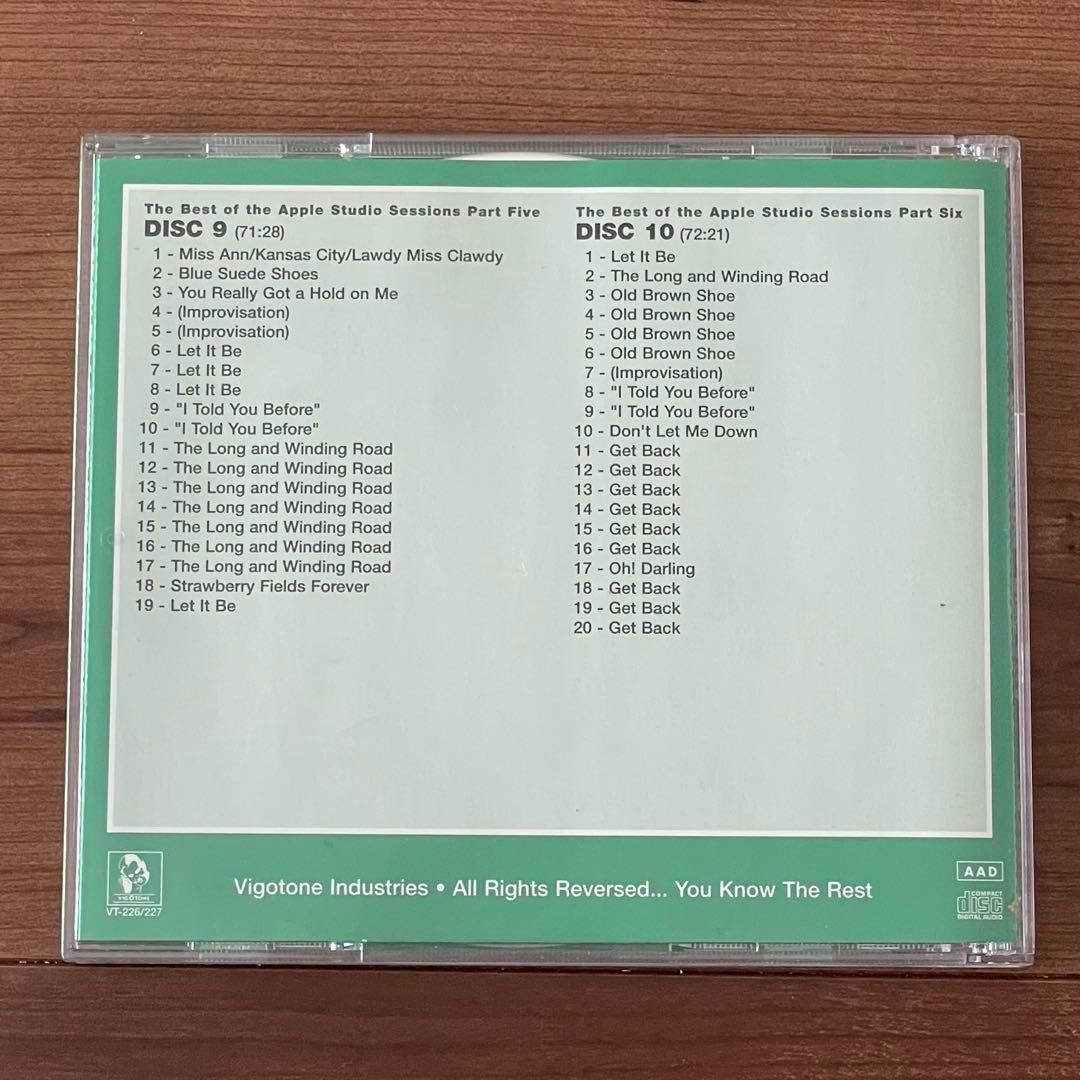 The Best of the Apple Studio Sessions Part Five
DISC 9 (71:28)
1 - Miss Ann/Kansas City/Lawdy Miss Clawdy
2 - Blue Suede Shoes
3 - You Really Got a Hold on Me
4 - (Improvisation)
5 - (Improvisation)
6 - Let It Be
7 - Let It Be
8 - Let It Be
9 - "I Told You Before"
10 - "I Told You Before"
11 - The Long and Winding Road
12 - The Long and Winding Road
13 - The Long and Winding Road
14 - The Long and Winding Road
15 - The Long and Winding Road
16 - The Long and Winding Road
17 - The Long and Winding Road
18 - Strawberry Fields Forever
19 - Let It Be
The Best of the Apple Studio Sessions Part Six
DISC 10 (72:21)
1 - Let It Be
2 - The Long and Winding Road
3 - Old Brown Shoe
4 - Old Brown Shoe
5 - Old Brown Shoe
6 - Old Brown Shoe
7 - (Improvisation)
8 - "I Told You Before"
9 - "I Told You Before"
10 - Don't Let Me Down
11 - Get Back
12 - Get Back
13 - Get Back
14 - Get Back
15 - Get Back
16 - Get Back
17 - Oh! Darling
18 - Get Back
19 - Get Back
20 - Get Back
VIGOTONE
VT-226/227
Vigotone Industries • All Rights Reversed... You Know The Rest
AAD
COMPACT
disc
DIGITAL AUDIO